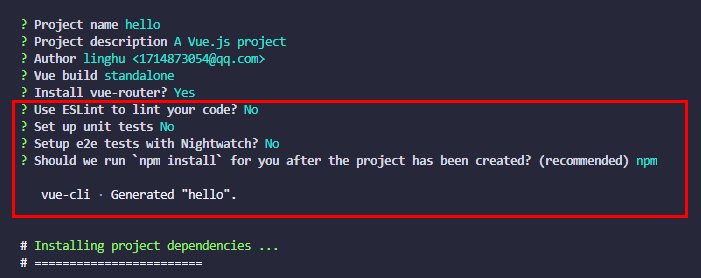 ? Project name hello
? Project description A Vue.js project
? Author linghu <1714873054@qq.com>
? Vue build standalone
? Install vue-router? Yes
? Use ESLint to lint your code? No
? Set up unit tests No
? Setup e2e tests with Nightwatch? No
? Should we run `npm install` for you after the project has been created? (recommended) npm
vue-cli · Generated "hello".
# Installing project dependencies ...
# ========================